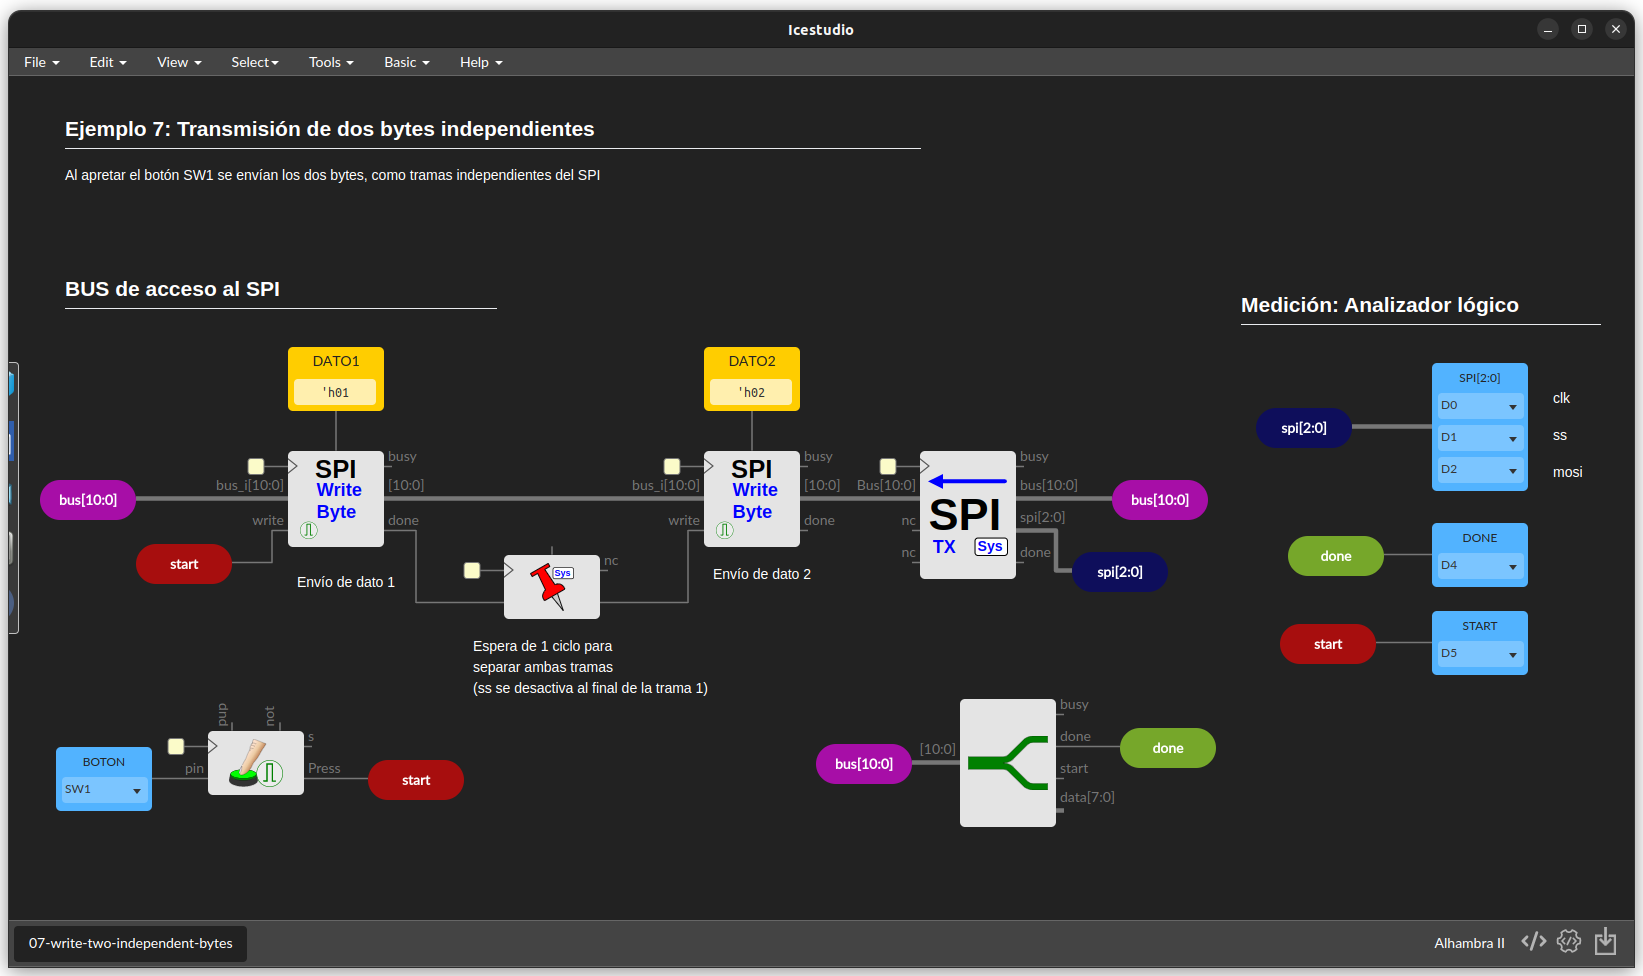 Icestudio
File Edit View Select Tools Basic Help
Ejemplo 7: Transmisión de dos bytes independientes
Al apretar el botón SW1 se envían los dos bytes, como tramas independientes del SPI
BUS de acceso al SPI
DATO1
'h01
bus[10:0]
start
bus_i[10:0]
write
SPI
Write
Byte
busy
[10:0]
done
Envío de dato 1
Sys
nc
Espera de 1 ciclo para
separar ambas tramas
(ss se desactiva al final de la trama 1)
DATO2
'h02
bus_i[10:0]
write
SPI
Write
Byte
busy
[10:0]
done
Envío de dato 2
Bus[10:0]
nc
nc
SPI
TX Sys
busy
bus[10:0]
spi[2:0]
done
bus[10:0]
spi[2:0]
Medición: Analizador lógico
spi[2:0]
SPI[2:0]
D0
D1
D2
clk
ss
mosi
done
DONE
D4
start
START
D5
BOTON
SW1
pin
pup
not
s
Press
start
bus[10:0]
[10:0]
busy
done
start
data[7:0]
done
07-write-two-independent-bytes
Alhambra II